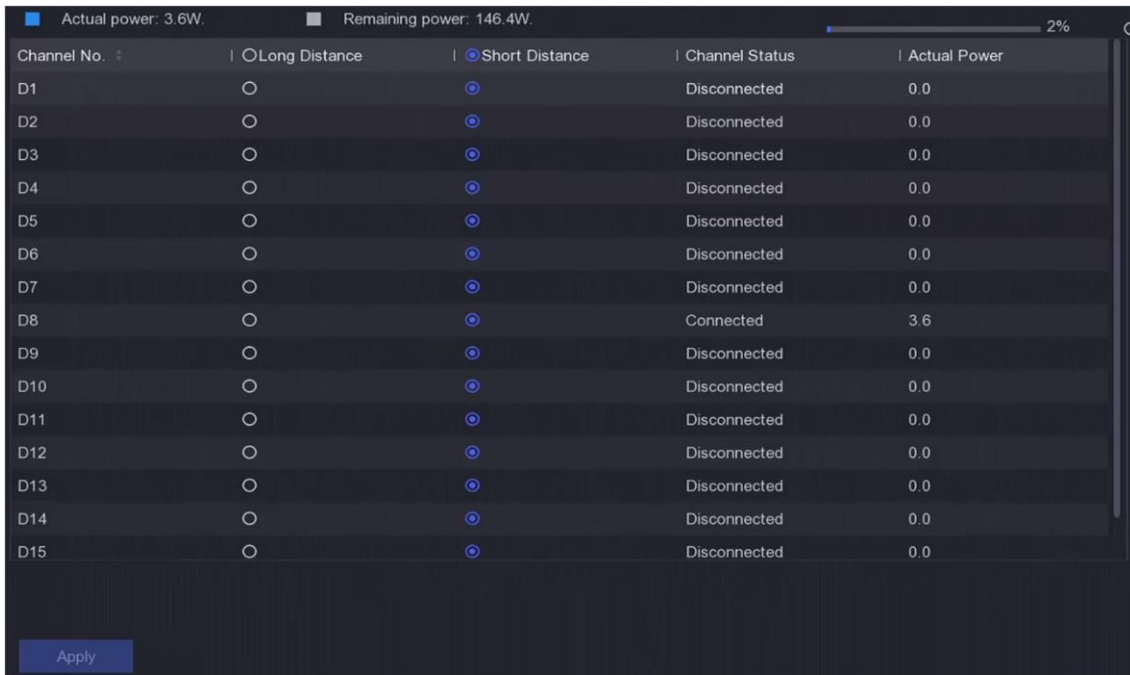 Actual power: 3.6W. Remaining power: 146.4W. 2%
Channel No. Long Distance Short Distance Channel Status Actual Power
D1 Disconnected 0.0
D2 Disconnected 0.0
D3 Disconnected 0.0
D4 Disconnected 0.0
D5 Disconnected 0.0
D6 Disconnected 0.0
D7 Disconnected 0.0
D8 Connected 3.6
D9 Disconnected 0.0
D10 Disconnected 0.0
D11 Disconnected 0.0
D12 Disconnected 0.0
D13 Disconnected 0.0
D14 Disconnected 0.0
D15 Disconnected 0.0
Apply